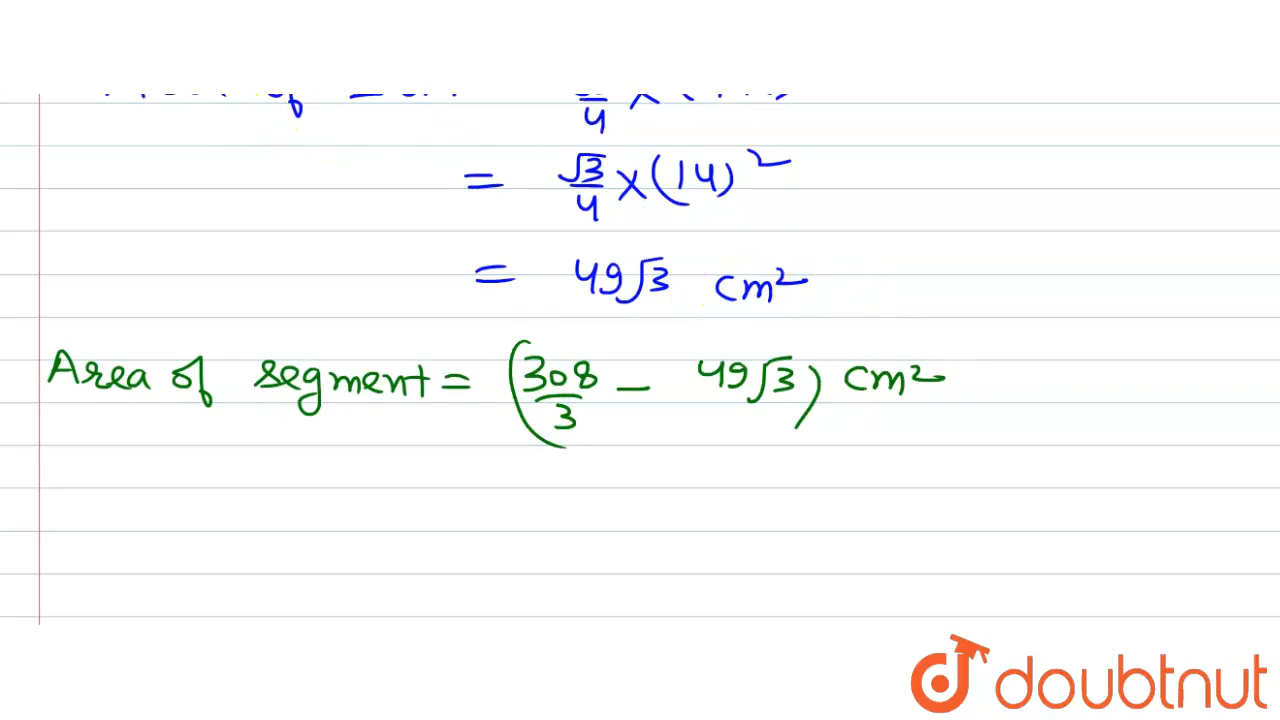 = √3/4 × (14)²
= 49√3 cm²
Area of segment = (308/3 − 49√3) cm²
doubtnut